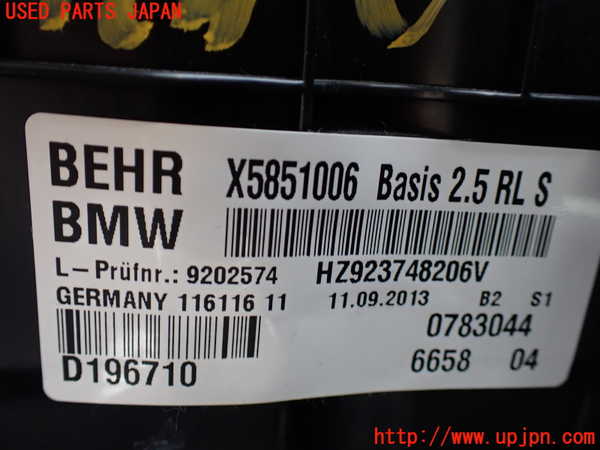 USED PARTS JAPAN
BEHR X5851006 Basis 2.5 RL S
BMW
L-Prüfnr.: 9202574 HZ923748206V
GERMANY 116116 11 11.09.2013 B2 S1
0783044
D196710 6658 04
UPJ http://www.upjpn.com/